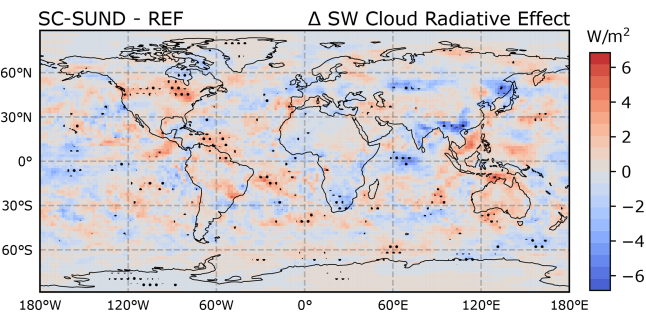 SC-SUND - REF
Δ SW Cloud Radiative Effect
W/m²
60°N
30°N
0°
30°S
60°S
180°W
120°W
60°W
0°
60°E
120°E
180°E
6
4
2
0
−2
−4
−6